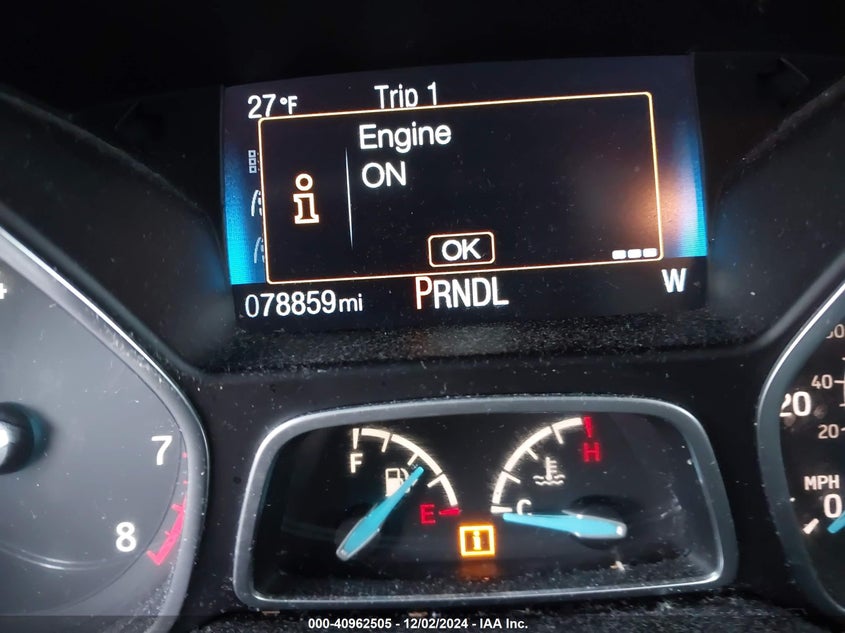 27°F Trip 1
Engine
ON
i
OK
078859mi PRNDL W
7
8
F
E
C
H
i
40
20
20
MPH
0
000-40962505 - 12/02/2024 - IAA Inc.